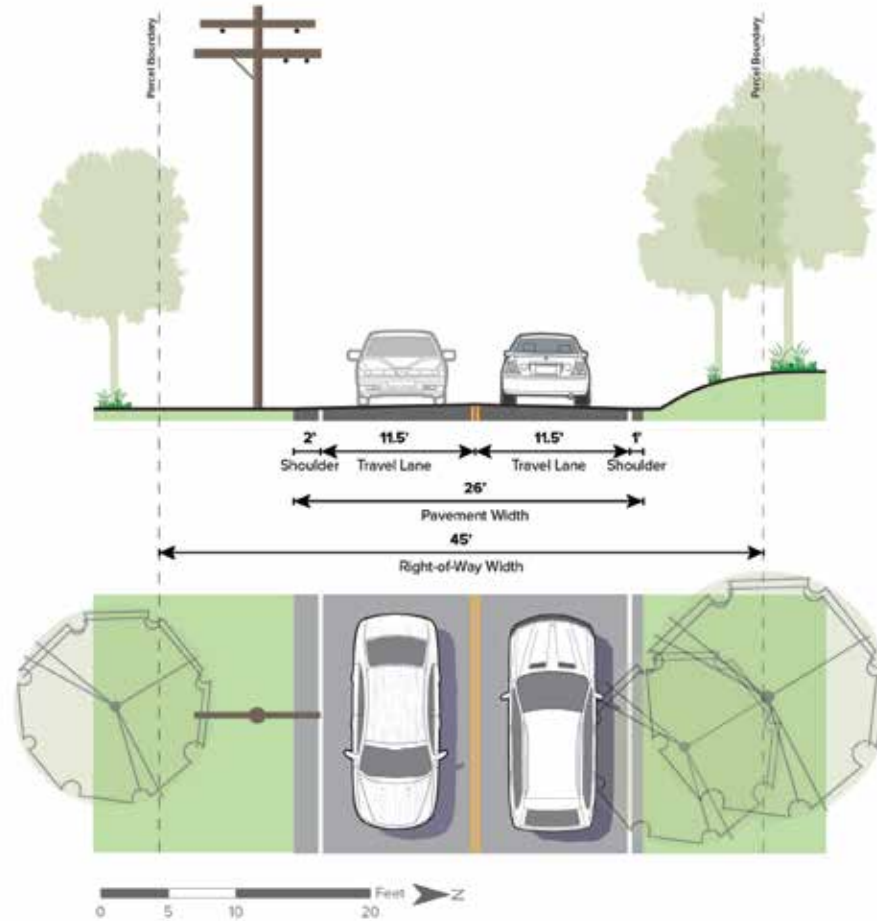 Parcel Boundary
Parcel Boundary
2' 11.5' 11.5' 1'
Shoulder Travel Lane Travel Lane Shoulder
26'
Pavement Width
45'
Right-of-Way Width
Feet N
0 5 10 20